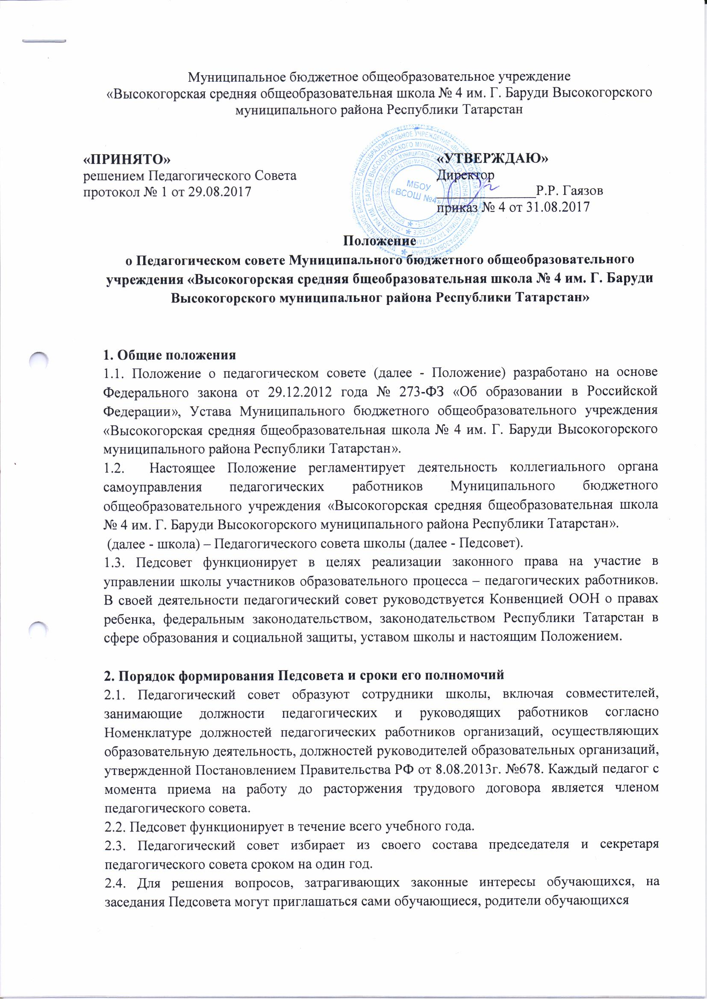 Муниципальное бюджетное общеобразовательное учреждение
«Высокогорская средняя общеобразовательная школа № 4 им. Г. Баруди Высокогорского
муниципального района Республики Татарстан
«ПРИНЯТО»
решением Педагогического Совета
протокол № 1 от 29.08.2017
МБОУ
«ВСОШ №4»
«УТВЕРЖДАЮ»
Директор
Р.Р. Гаязов
приказ № 4 от 31.08.2017
Положение
о Педагогическом совете Муниципального бюджетного общеобразовательного
учреждения «Высокогорская средняя бщеобразовательная школа № 4 им. Г. Баруди
Высокогорского муниципальног района Республики Татарстан»
1. Общие положения
1.1. Положение о педагогическом совете (далее - Положение) разработано на основе
Федерального закона от 29.12.2012 года № 273-ФЗ «Об образовании в Российской
Федерации», Устава Муниципального бюджетного общеобразовательного учреждения
«Высокогорская средняя бщеобразовательная школа № 4 им. Г. Баруди Высокогорского
муниципального района Республики Татарстан».
1.2. Настоящее Положение регламентирует деятельность коллегиального органа
самоуправления педагогических работников Муниципального бюджетного
общеобразовательного учреждения «Высокогорская средняя бщеобразовательная школа
№ 4 им. Г. Баруди Высокогорского муниципального района Республики Татарстан».
(далее - школа) – Педагогического совета школы (далее - Педсовет).
1.3. Педсовет функционирует в целях реализации законного права на участие в
управлении школы участников образовательного процесса – педагогических работников.
В своей деятельности педагогический совет руководствуется Конвенцией ООН о правах
ребенка, федеральным законодательством, законодательством Республики Татарстан в
сфере образования и социальной защиты, уставом школы и настоящим Положением.
2. Порядок формирования Педсовета и сроки его полномочий
2.1. Педагогический совет образуют сотрудники школы, включая совместителей,
занимающие должности педагогических и руководящих работников согласно
Номенклатуре должностей педагогических работников организаций, осуществляющих
образовательную деятельность, должностей руководителей образовательных организаций,
утвержденной Постановлением Правительства РФ от 8.08.2013г. №678. Каждый педагог с
момента приема на работу до расторжения трудового договора является членом
педагогического совета.
2.2. Педсовет функционирует в течение всего учебного года.
2.3. Педагогический совет избирает из своего состава председателя и секретаря
педагогического совета сроком на один год.
2.4. Для решения вопросов, затрагивающих законные интересы обучающихся, на
заседания Педсовета могут приглашаться сами обучающиеся, родители обучающихся